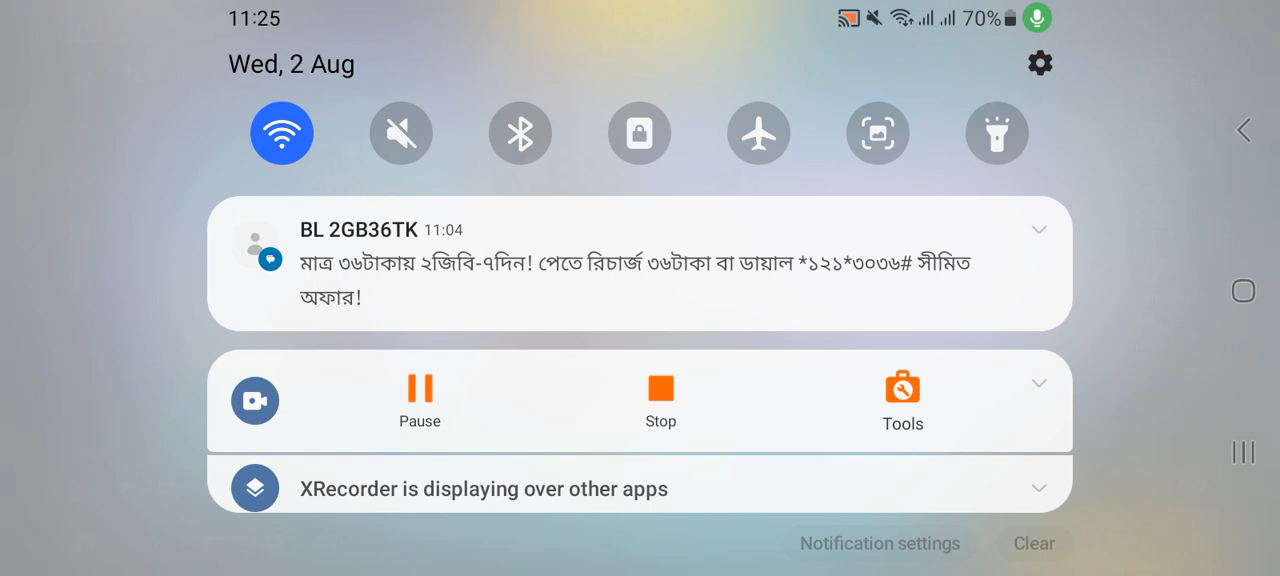 11:25
70%
Wed, 2 Aug
BL 2GB36TK 11:04
মাত্র ৩৬টাকায় ২জিবি-৭দিন! পেতে রিচার্জ ৩৬টাকা বা ডায়াল *১২১*৩০৩৬# সীমিত
অফার!
Pause
Stop
Tools
XRecorder is displaying over other apps
Notification settings
Clear